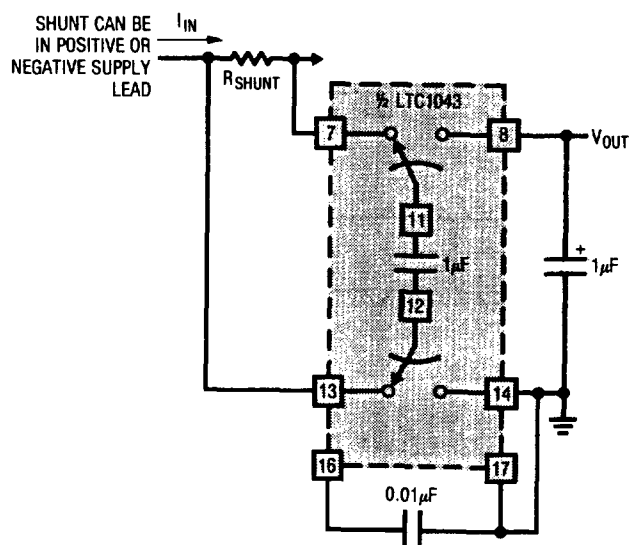 SHUNT CAN BE
IN POSITIVE OR
NEGATIVE SUPPLY
LEAD
IIN
RSHUNT
½ LTC1043
7
8
VOUT
11
1µF
+
1µF
12
13
14
16
17
0.01µF